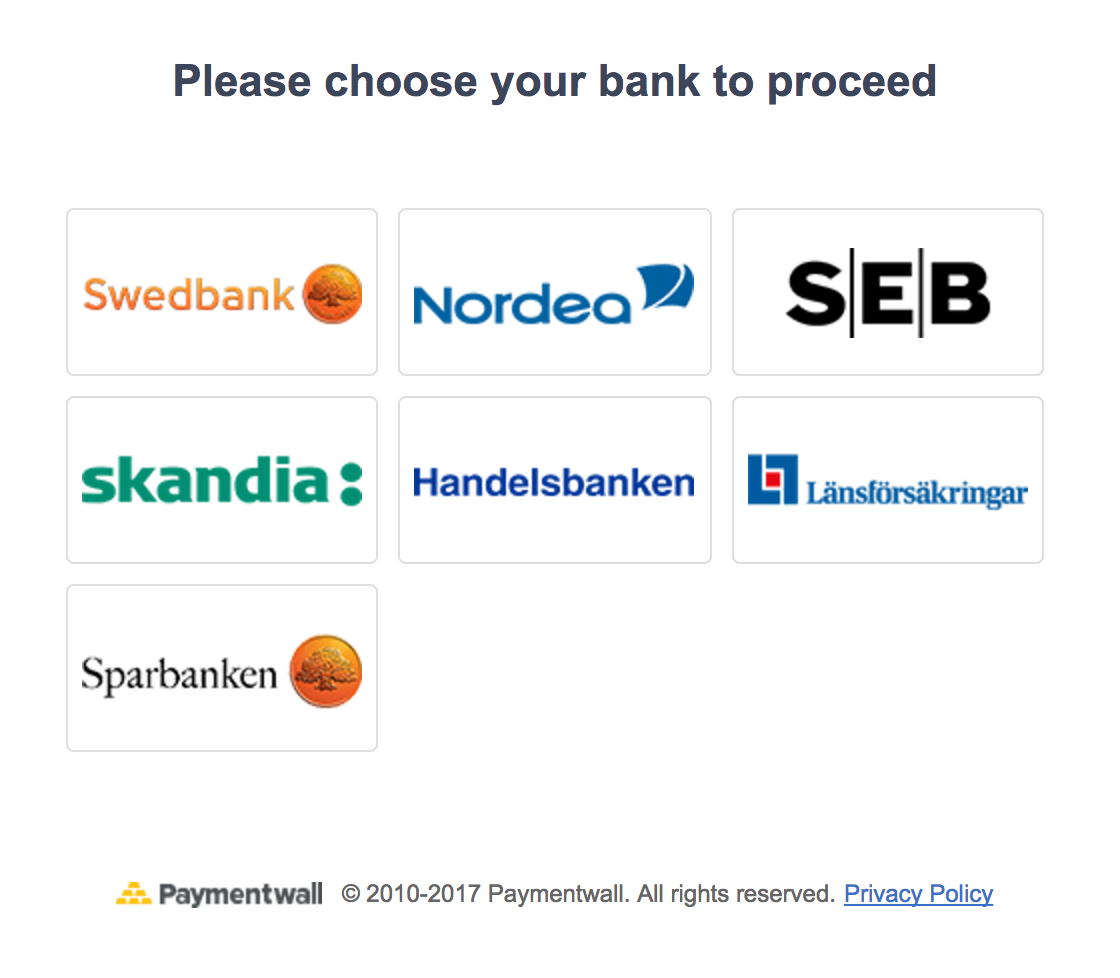 Please choose your bank to proceed
Swedbank
Nordea
S|E|B
skandia:
Handelsbanken
Länsförsäkringar
Sparbanken
Paymentwall © 2010-2017 Paymentwall. All rights reserved. Privacy Policy